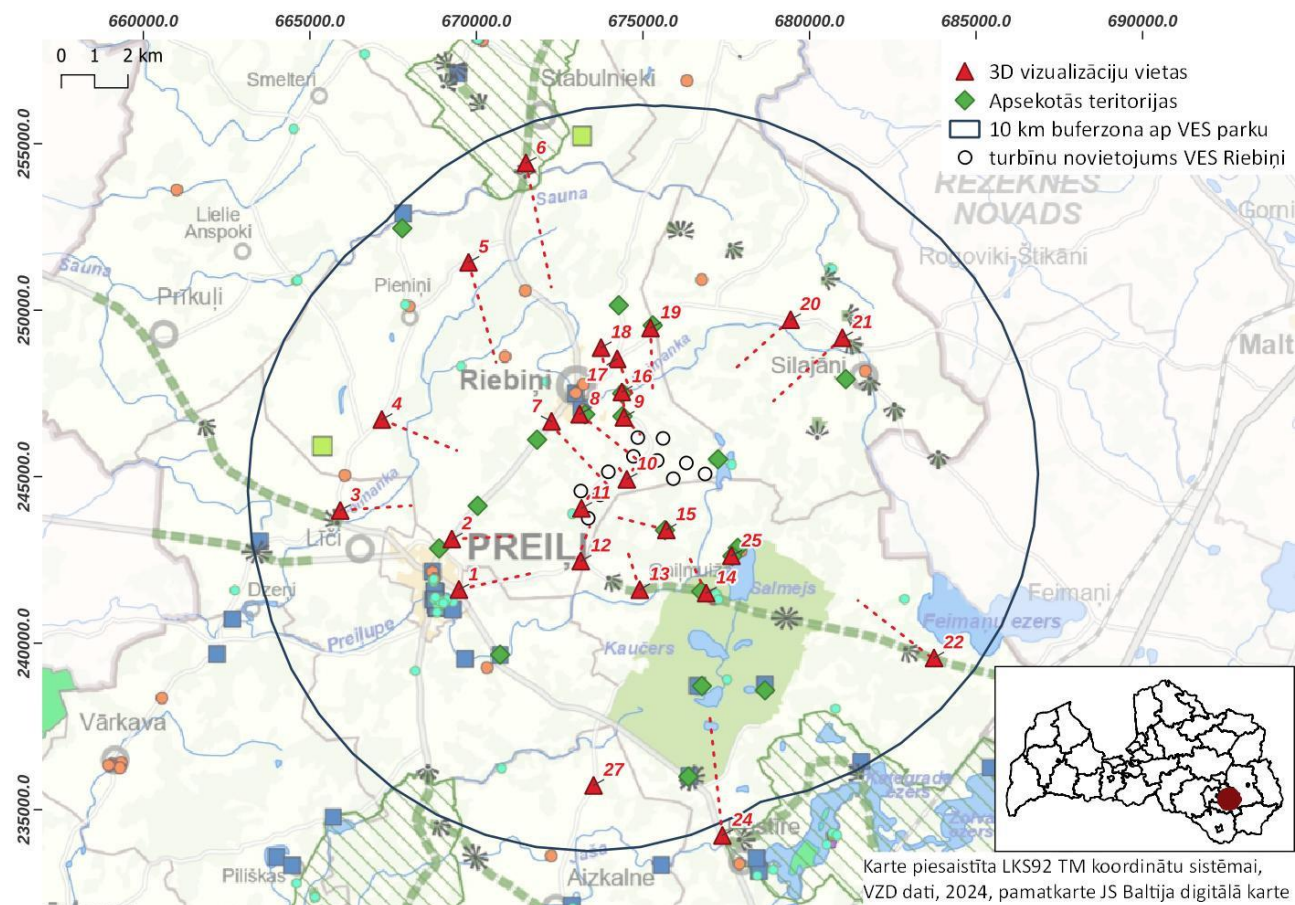 660000.0
665000.0
670000.0
675000.0
680000.0
685000.0
690000.0
0 1 2 km
255000.0
250000.0
245000.0
240000.0
235000.0
3D vizualizāciju vietas
Apsekotās teritorijas
10 km buferzona ap VES parku
turbīnu novietojums VES Riebiņi
Smelteri
Stabulnieki
6
RĒZEKNES
NOVADS
Sauna
Lielie
Anspoki
Gorni
Rogoviki-Štikāni
Sauna
5
Prīkuļi
Pieniņi
19
20
21
18
Malt
Silajāni
Riebiņi
17
16
4
7
8
9
10
3
11
2
15
Līči
PREIĻI
12
25
1
13
14
Salmejs
Dzeņi
Feimaņi
Feimaņu ezers
Preiļupe
Kaučers
22
Vārkava
27
24
Jaša
Aizkalne
Pilišķas
Karte piesaistīta LKS92 TM koordinātu sistēmai,
VZD dati, 2024, pamatkarte JS Baltija digitālā karte